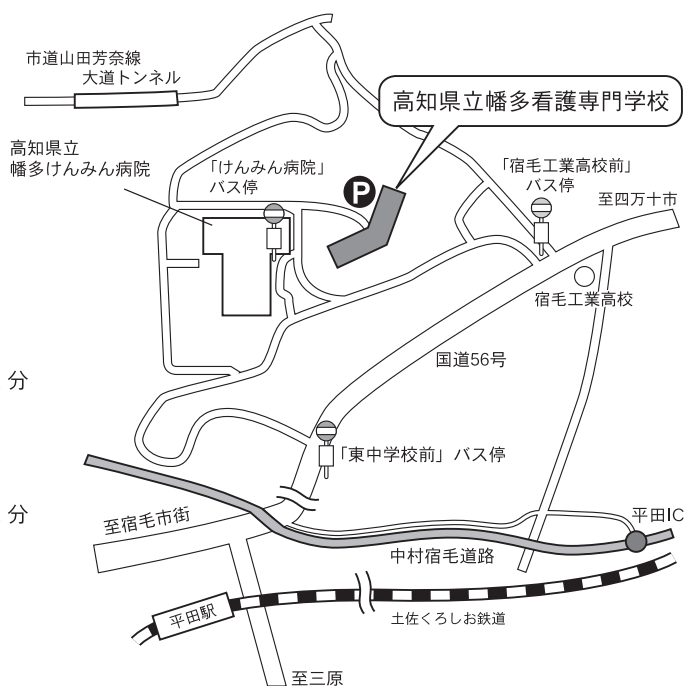 市道山田芳奈線
大道トンネル
高知県立幡多看護専門学校
高知県立
幡多けんみん病院
「けんみん病院」
バス停
P
「宿毛工業高校前」
バス停
至四万十市
宿毛工業高校
国道56号
分
「東中学校前」バス停
分
至宿毛市街
平田IC
中村宿毛道路
平田駅
土佐くろしお鉄道
至三原